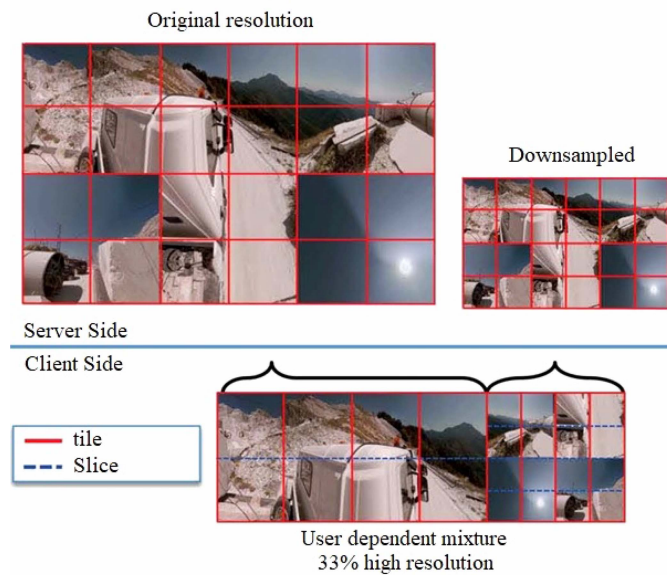 Original resolution
Downsampled
Server Side
Client Side
tile
Slice
User dependent mixture
33% high resolution